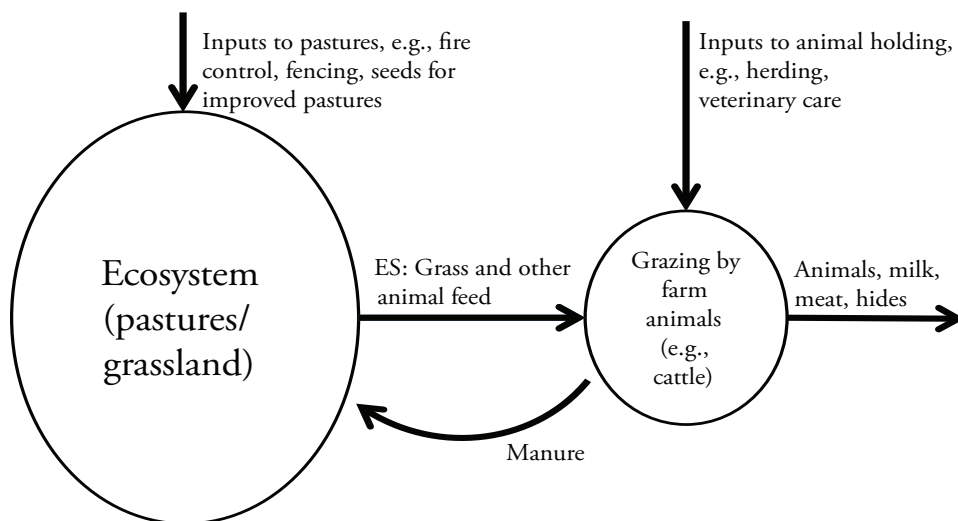 Inputs to pastures, e.g., fire
control, fencing, seeds for
improved pastures
Inputs to animal holding,
e.g., herding,
veterinary care
Ecosystem
(pastures/
grassland)
ES: Grass and other
animal feed
Grazing by
farm
animals
(e.g.,
cattle)
Animals, milk,
meat, hides
Manure